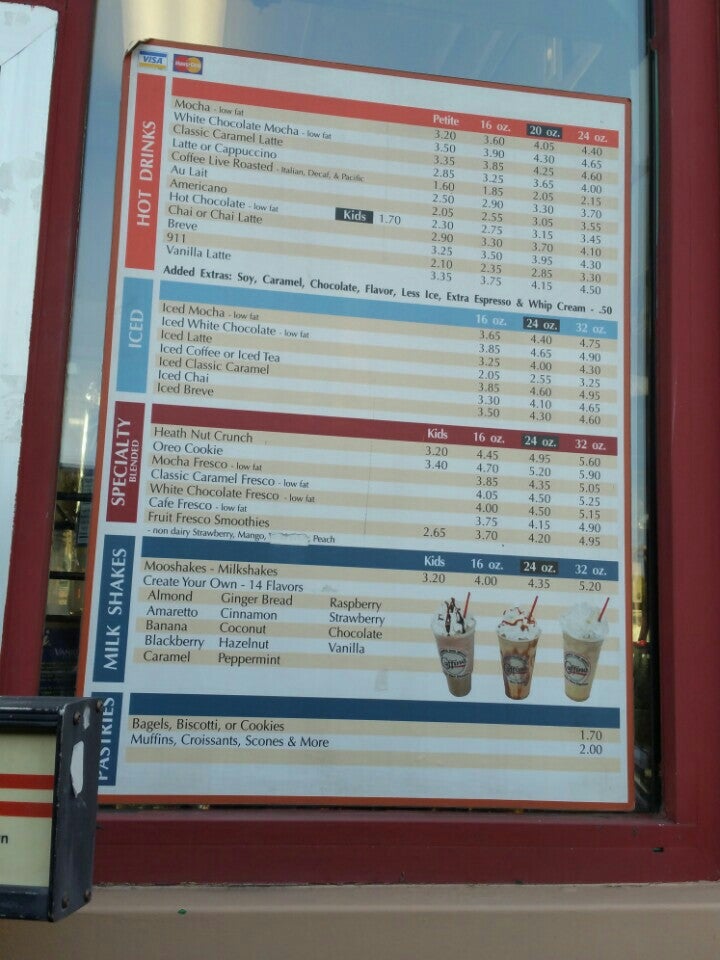 VISA MasterCard
HOT DRINKS
Petite 16 oz. 20 oz. 24 oz.
Mocha - low fat 3.20 3.60 4.05 4.40
White Chocolate Mocha - low fat 3.50 3.90 4.30 4.65
Classic Caramel Latte 3.35 3.85 4.25 4.60
Latte or Cappuccino 2.85 3.25 3.65 4.00
Coffee Live Roasted - Italian, Decaf, & Pacific 1.60 1.85 2.05 2.15
Au Lait 2.50 2.90 3.30 3.70
Americano 2.05 2.55 3.05 3.55
Hot Chocolate - low fat Kids 1.70 2.30 2.75 3.15 3.45
Chai or Chai Latte 2.90 3.30 3.70 4.10
Breve 3.25 3.50 3.95 4.30
911 2.10 2.35 2.85 3.30
Vanilla Latte 3.35 3.75 4.15 4.50
Added Extras: Soy, Caramel, Chocolate, Flavor, Less Ice, Extra Espresso & Whip Cream - .50
ICED
16 oz. 24 oz. 32 oz.
Iced Mocha - low fat 3.65 4.40 4.75
Iced White Chocolate - low fat 3.85 4.65 4.90
Iced Latte 3.25 4.00 4.30
Iced Coffee or Iced Tea 2.05 2.55 3.25
Iced Classic Caramel 3.85 4.60 4.95
Iced Chai 3.30 4.10 4.65
Iced Breve 3.50 4.30 4.60
SPECIALTY
BLENDED
Kids 16 oz. 24 oz. 32 oz.
Heath Nut Crunch 3.20 4.45 4.95 5.60
Oreo Cookie 3.40 4.70 5.20 5.90
Mocha Fresco - low fat 3.85 4.35 5.05
Classic Caramel Fresco - low fat 4.05 4.50 5.25
White Chocolate Fresco - low fat 4.00 4.50 5.15
Cafe Fresco - low fat 3.75 4.15 4.90
Fruit Fresco Smoothies 2.65 3.70 4.20 4.95
- non dairy Strawberry, Mango, Peach
MILK SHAKES
Kids 16 oz. 24 oz. 32 oz.
Mooshakes - Milkshakes 3.20 4.00 4.35 5.20
Create Your Own - 14 Flavors
Almond Ginger Bread Raspberry
Amaretto Cinnamon Strawberry
Banana Coconut Chocolate
Blackberry Hazelnut Vanilla
Caramel Peppermint
PASTRIES
Bagels, Biscotti, or Cookies 1.70
Muffins, Croissants, Scones & More 2.00